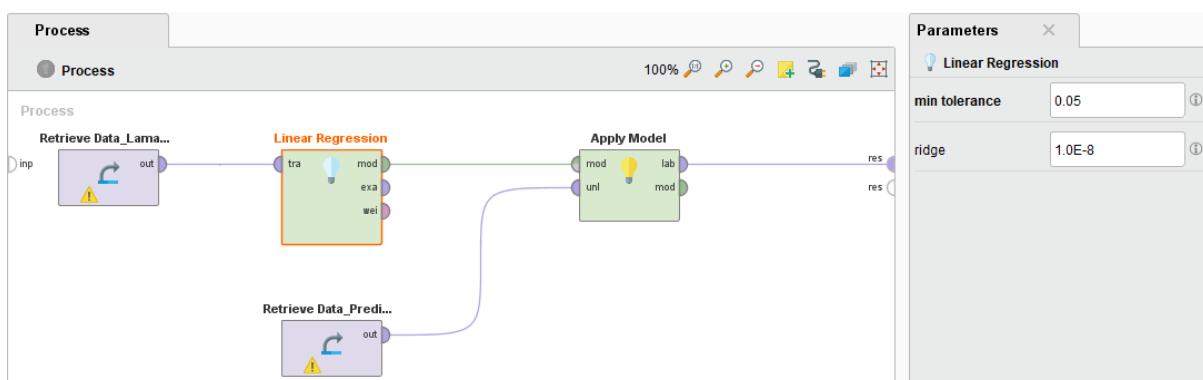 Process
Process
100%
Process
inp
Retrieve Data_Lama...
out
Linear Regression
tra
mod
exa
wei
Apply Model
mod
lab
unl
mod
res
res
Retrieve Data_Predi...
out
Parameters
Linear Regression
min tolerance
0.05
ridge
1.0E-8